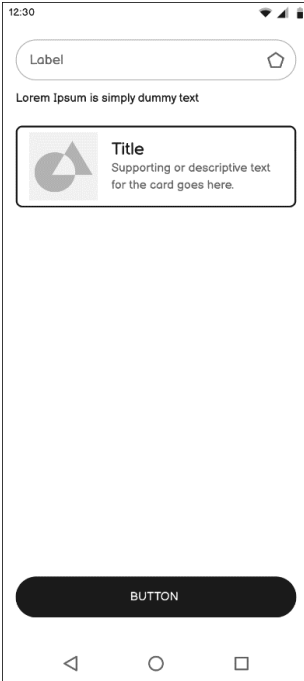 12:30
Label
Lorem Ipsum is simply dummy text
Title
Supporting or descriptive text
for the card goes here.
BUTTON